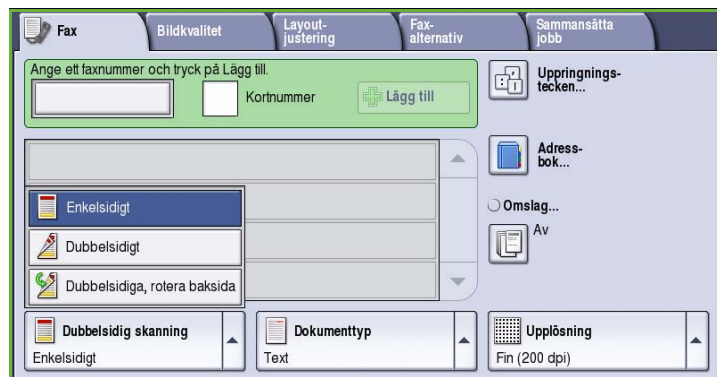 Fax
Bildkvalitet
Layout-
justering
Fax-
alternativ
Sammansätta
jobb
Ange ett faxnummer och tryck på Lägg till.
Kortnummer
Lägg till
Uppringnings-
tecken...
Adress-
bok...
Omslag...
Av
Enkelsidigt
Dubbelsidigt
Dubbelsidiga, rotera baksida
Dubbelsidig skanning
Enkelsidigt
Dokumenttyp
Text
Upplösning
Fin (200 dpi)